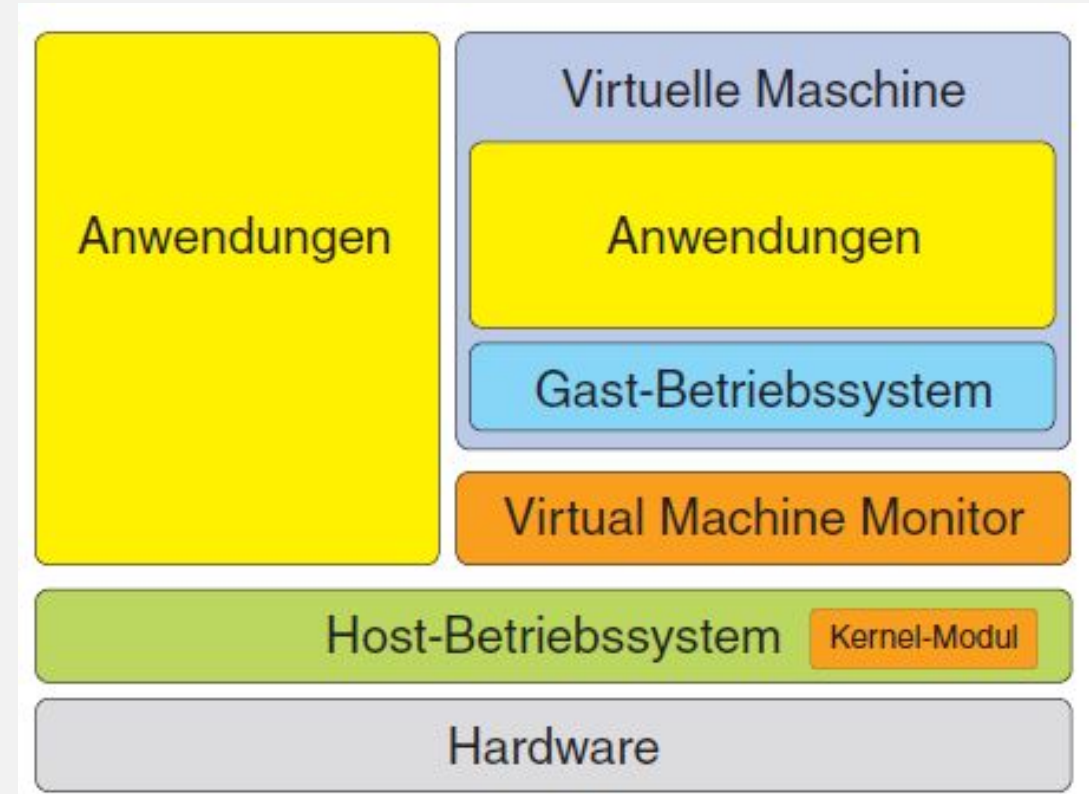 Virtuelle Maschine
Anwendungen
Anwendungen
Gast-Betriebssystem
Virtual Machine Monitor
Host-Betriebssystem
Kernel-Modul
Hardware